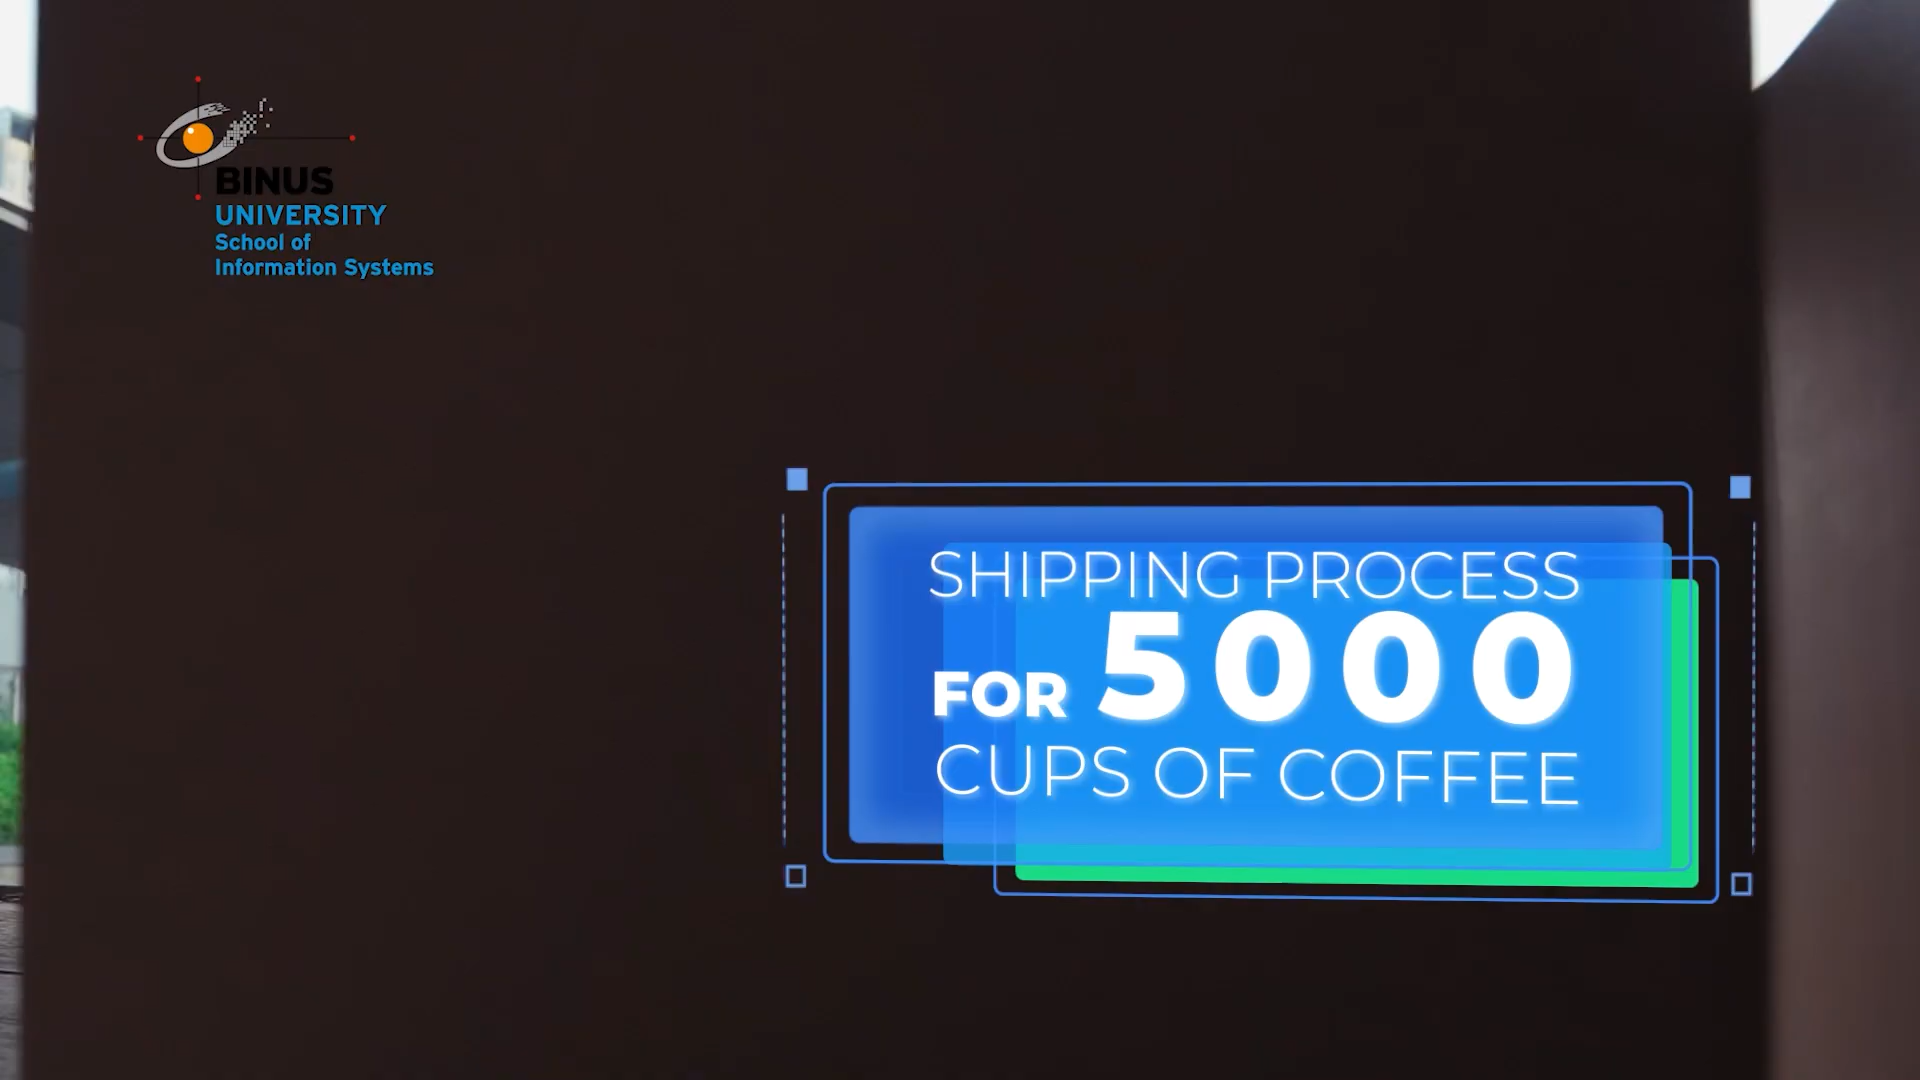 BINUS
UNIVERSITY
School of
Information Systems
SHIPPING PROCESS
FOR 5000
CUPS OF COFFEE